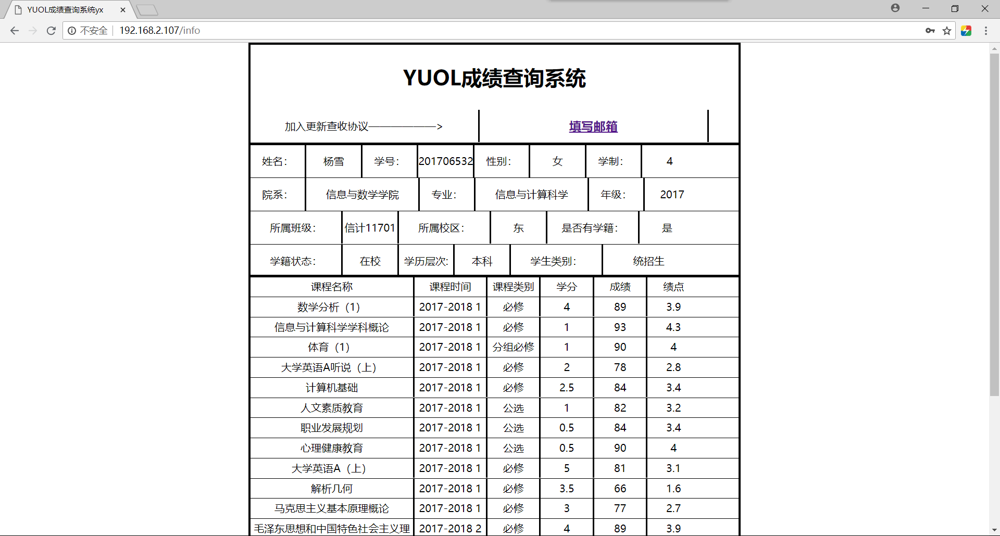 YUOL成绩查询系统yx
不安全 192.168.2.107/info
YUOL成绩查询系统
加入更新查收协议——————> 填写邮箱
姓名： 杨雪 学号： 201706532 性别： 女 学制： 4
院系： 信息与数学学院 专业： 信息与计算科学 年级： 2017
所属班级： 信计11701 所属校区： 东 是否有学籍： 是
学籍状态： 在校 学历层次: 本科 学生类别： 统招生
课程名称 课程时间 课程类别 学分 成绩 绩点
数学分析（1） 2017-2018 1 必修 4 89 3.9
信息与计算科学学科概论 2017-2018 1 必修 1 93 4.3
体育（1） 2017-2018 1 分组必修 1 90 4
大学英语A听说（上） 2017-2018 1 必修 2 78 2.8
计算机基础 2017-2018 1 必修 2.5 84 3.4
人文素质教育 2017-2018 1 公选 1 82 3.2
职业发展规划 2017-2018 1 公选 0.5 84 3.4
心理健康教育 2017-2018 1 公选 0.5 90 4
大学英语A（上） 2017-2018 1 必修 5 81 3.1
解析几何 2017-2018 1 必修 3.5 66 1.6
马克思主义基本原理概论 2017-2018 1 必修 3 77 2.7
毛泽东思想和中国特色社会主义理 2017-2018 2 必修 4 89 3.9